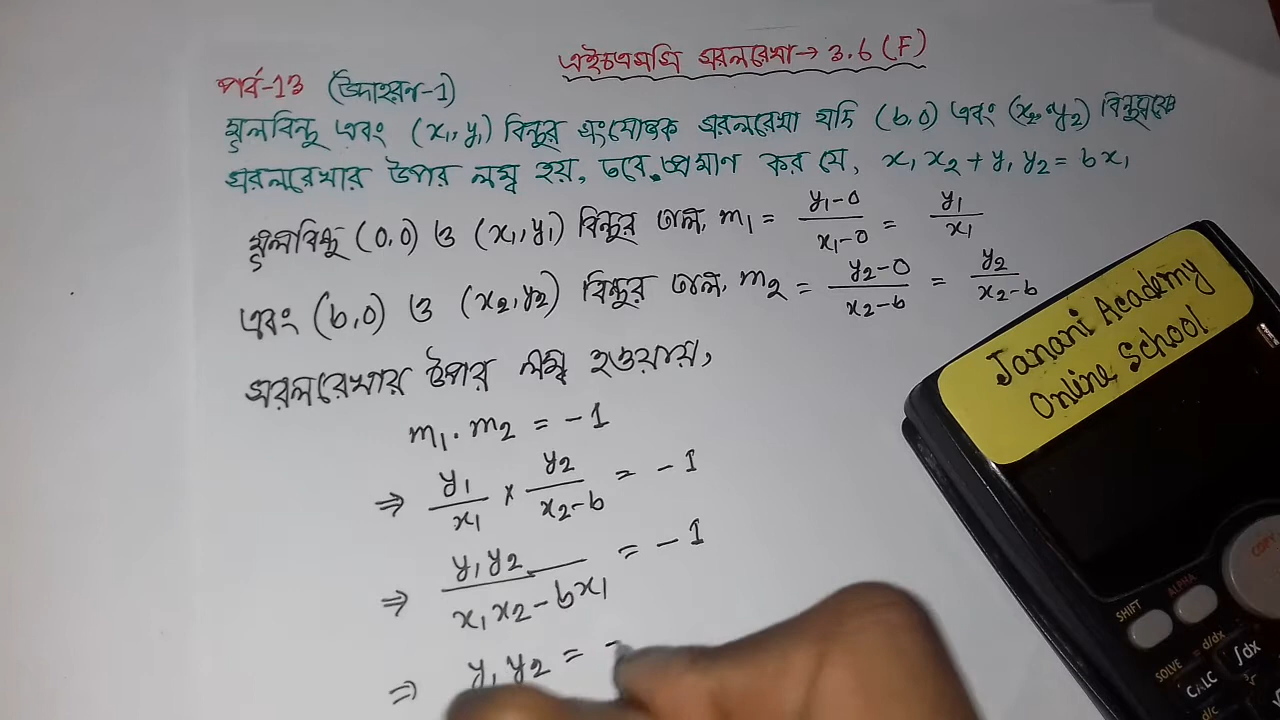 এইচএসসি সরলরেখা→ 3.6 (F)
পর্ব-13 (উদাহরন-1)
মূলবিন্দু এবং (x₁, y₁) বিন্দুর সংযোজক সরলরেখা যদি (b, 0) এবং (x₂, y₂) বিন্দুদ্বয়ের
সরলরেখার উপর লম্ব হয়, তবে প্রমাণ কর যে, x₁x₂ + y₁y₂ = bx₁
মূলবিন্দু (0,0) ও (x₁, y₁) বিন্দুর ঢাল, m₁ = (y₁-0)/(x₁-0) = y₁/x₁
এবং (b, 0) ও (x₂, y₂) বিন্দুর ঢাল, m₂ = (y₂-0)/(x₂-b) = y₂/(x₂-b)
সরলরেখার উপর লম্ব হওয়ায়,
m₁ . m₂ = -1
⇒ y₁/x₁ × y₂/(x₂-b) = -1
⇒ y₁y₂/(x₁x₂ - bx₁) = -1
⇒ y₁y₂ = -
Janani Academy
Online School
SHIFT
ALPHA
COPY
SOLVE
= d/dx
CALC
∫dx